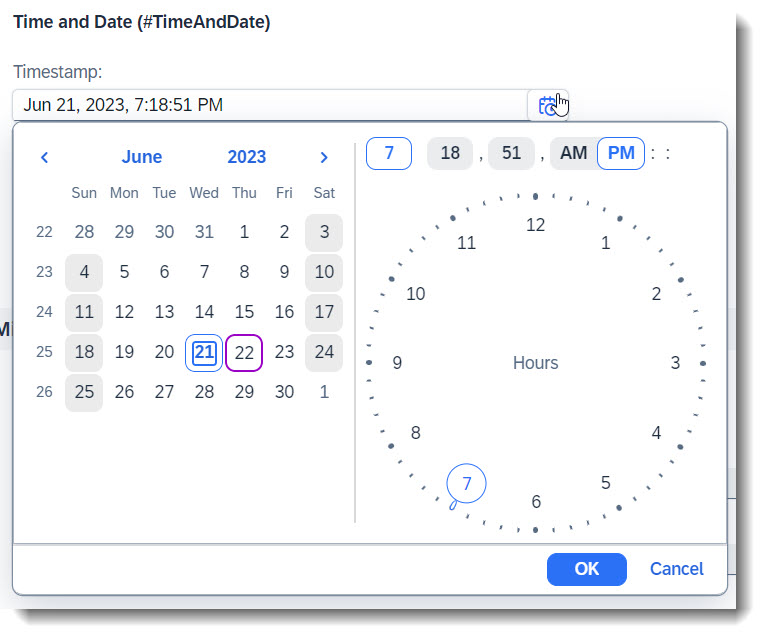 Time and Date (#TimeAndDate)
Timestamp:
Jun 21, 2023, 7:18:51 PM
June 2023
Sun Mon Tue Wed Thu Fri Sat
22 28 29 30 31 1 2 3
23 4 5 6 7 8 9 10
24 11 12 13 14 15 16 17
25 18 19 20 21 22 23 24
26 25 26 27 28 29 30 1
7 18 , 51 , AM PM : :
12
11 1
10 2
9 Hours 3
8 4
7 5
6
OK Cancel